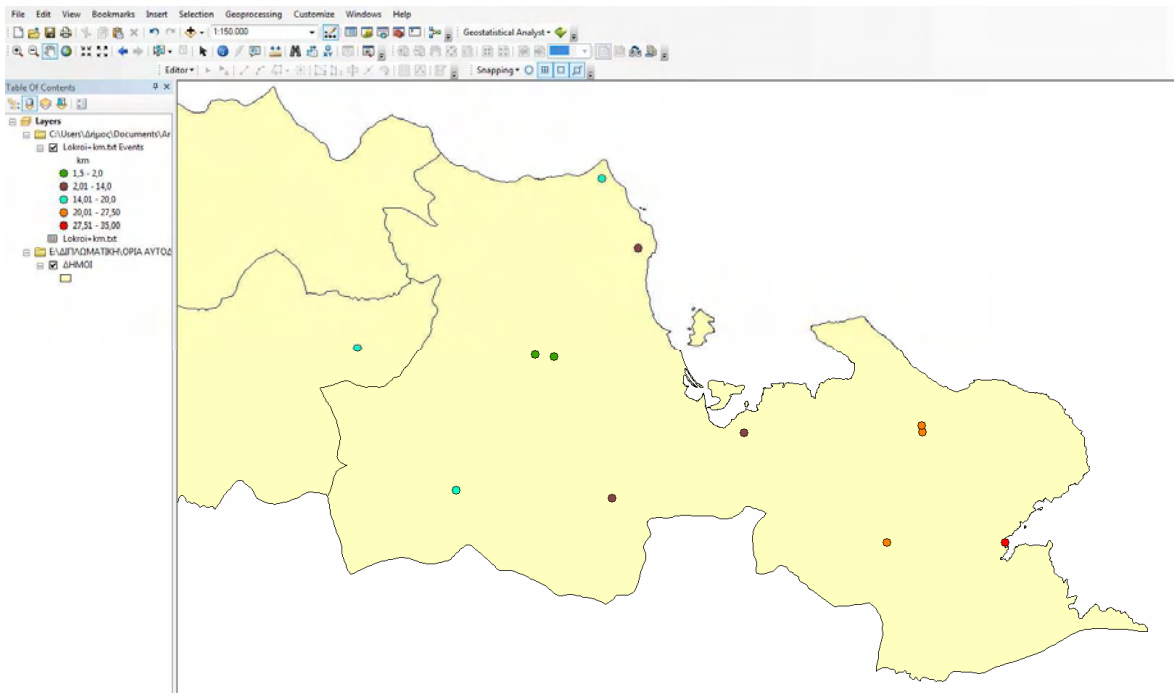 File Edit View Bookmarks Insert Selection Geoprocessing Customize Windows Help
1:150.000 Geostatistical Analyst
Editor Snapping
Table Of Contents
Layers
C:\Users\Δήμος\Documents\Ar
Lokroi+km.txt Events
km
1,5 - 2,0
2,01 - 14,0
14,01 - 20,0
20,01 - 27,50
27,51 - 35,00
Lokroi+km.txt
E:\ΔΙΠΛΩΜΑΤΙΚΗ\ΟΡΙΑ ΑΥΤΟΔ
ΔΗΜΟΙ